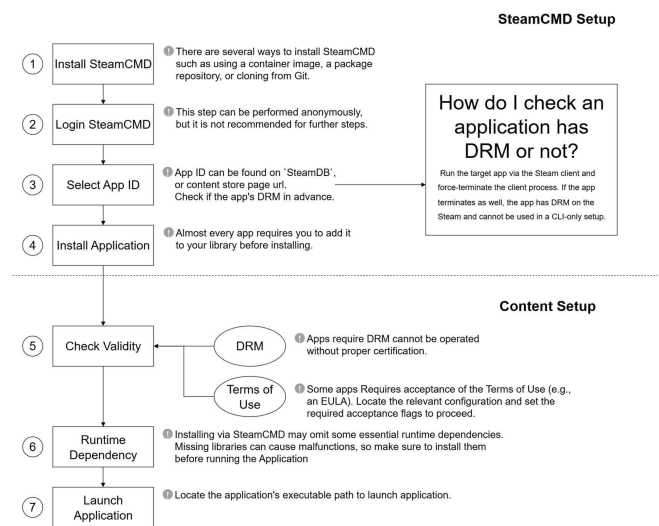 SteamCMD Setup
1
Install SteamCMD
There are several ways to install SteamCMD
such as using a container image, a package
repository, or cloning from Git.
2
Login SteamCMD
This step can be performed anonymously,
but it is not recommended for further steps.
3
Select App ID
App ID can be found on `SteamDB`,
or content store page url.
Check if the app's DRM in advance.
How do I check an
application has
DRM or not?
Run the target app via the Steam client and
force-terminate the client process. If the app
terminates as well, the app has DRM on the
Steam and cannot be used in a CLI-only setup.
4
Install Application
Almost every app requires you to add it
to your library before installing.
Content Setup
5
Check Validity
DRM
Apps require DRM cannot be operated
without proper certification.
Terms of
Use
Some apps Requires acceptance of the Terms of Use (e.g.,
an EULA). Locate the relevant configuration and set the
required acceptance flags to proceed.
6
Runtime
Dependency
Installing via SteamCMD may omit some essential runtime dependencies.
Missing libraries can cause malfunctions, so make sure to install them
before running the Application
7
Launch
Application
Locate the application's executable path to launch application.